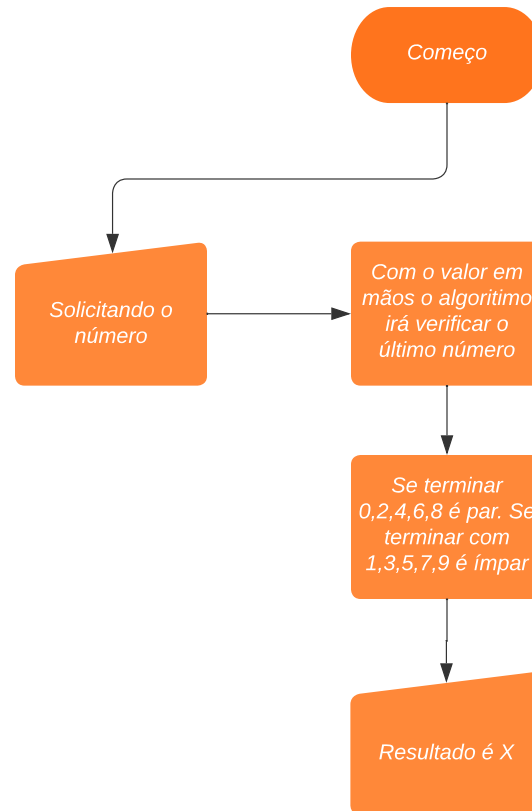 Começo
Solicitando o
número
Com o valor em
mãos o algoritimo
irá verificar o
último número
Se terminar
0,2,4,6,8 é par. Se
terminar com
1,3,5,7,9 é ímpar
Resultado é X